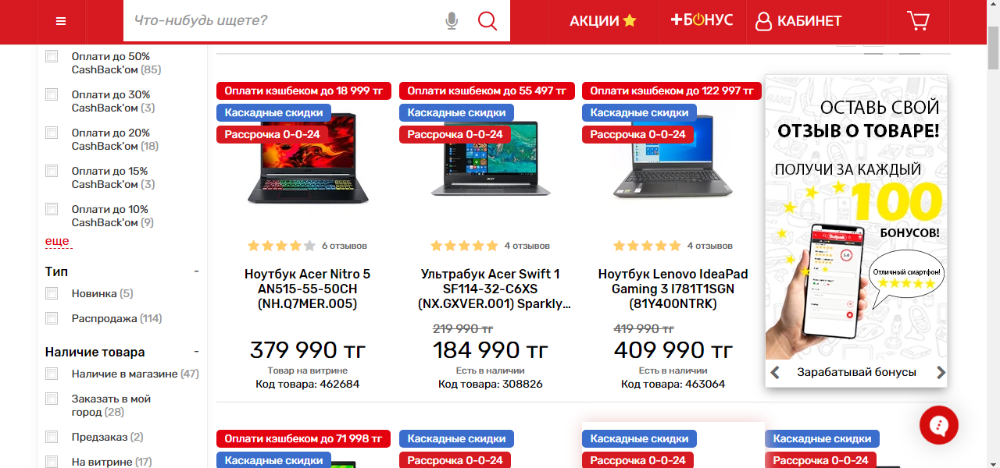 Что-нибудь ищете?
АКЦИИ
+БОНУС
КАБИНЕТ
Оплати до 50%
CashBack'ом (85)
Оплати до 30%
CashBack'ом (3)
Оплати до 20%
CashBack'ом (18)
Оплати до 15%
CashBack'ом (3)
Оплати до 10%
CashBack'ом (9)
еще
Тип -
Новинка (5)
Распродажа (114)
Наличие товара -
Наличие в магазине (47)
Заказать в мой
город (28)
Предзаказ (2)
На витрине (17)
Оплати кэшбеком до 18 999 тг
Каскадные скидки
Рассрочка 0-0-24
6 отзывов
Ноутбук Acer Nitro 5
AN515-55-50CH
(NH.Q7MER.005)
379 990 тг
Товар на витрине
Код товара: 462684
Оплати кэшбеком до 55 497 тг
Каскадные скидки
Рассрочка 0-0-24
acer
4 отзывов
Ультрабук Acer Swift 1
SF114-32-C6XS
(NX.GXVER.001) Sparkly...
219 990 тг
184 990 тг
Есть в наличии
Код товара: 308826
Оплати кэшбеком до 122 997 тг
Каскадные скидки
Рассрочка 0-0-24
4 отзывов
Ноутбук Lenovo IdeaPad
Gaming 3 I781T1SGN
(81Y400NTRK)
419 990 тг
409 990 тг
Есть в наличии
Код товара: 463064
ОСТАВЬ СВОЙ
ОТЗЫВ О ТОВАРЕ!
ПОЛУЧИ ЗА КАЖДЫЙ
100
БОНУСОВ!
Sulpak
5.0
Отличный смартфон!
Зарабатывай бонусы
Оплати кэшбеком до 71 998 тг
Каскадные скидки
Каскадные скидки
Рассрочка 0-0-24
Каскадные скидки
Рассрочка 0-0-24
Каскадные скидки
Рассрочка 0-0-24